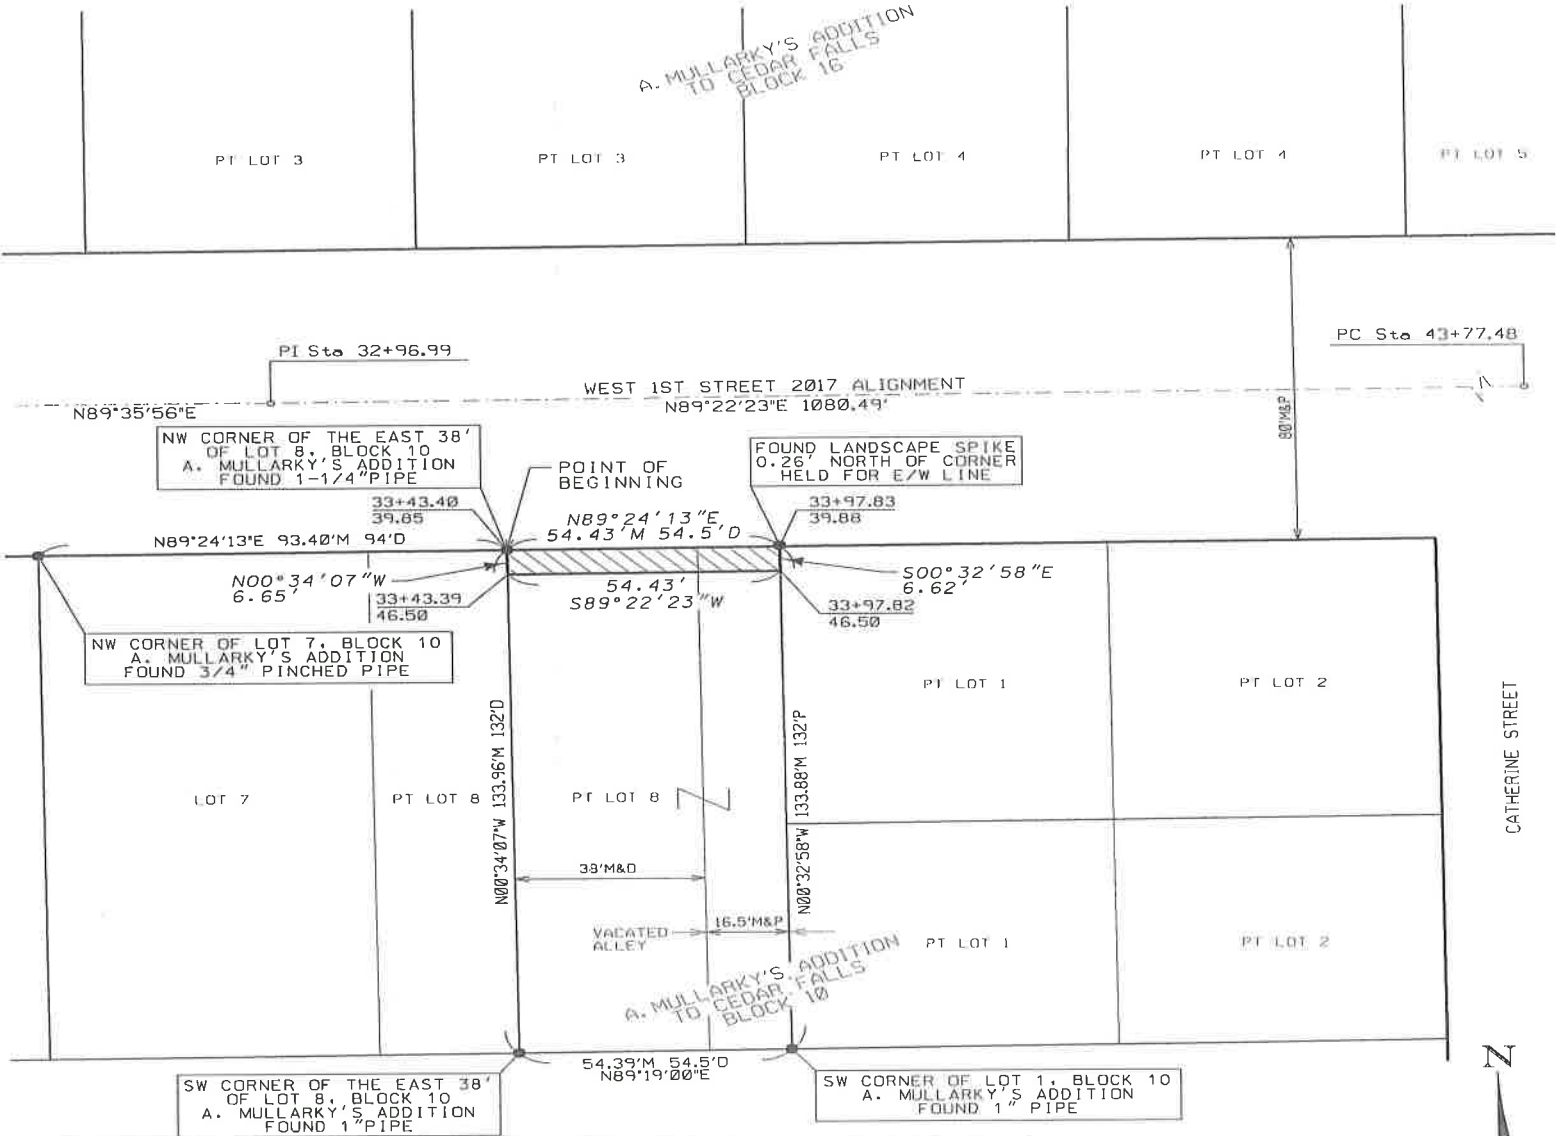 A. MULLARKY'S ADDITION
TO CEDAR FALLS
BLOCK 16
PT LOT 3
PT LOT 3
PT LOT 4
PT LOT 4
PT LOT 5
PI Sta 32+96.99
PC Sta 43+77.48
WEST 1ST STREET 2017 ALIGNMENT
N89°35'56"E
N89°22'23"E 1080.49'
80'M&P
NW CORNER OF THE EAST 38'
OF LOT 8, BLOCK 10
A. MULLARKY'S ADDITION
FOUND 1-1/4"PIPE
POINT OF
BEGINNING
FOUND LANDSCAPE SPIKE
0.26' NORTH OF CORNER
HELD FOR E/W LINE
33+43.40
39.85
N89°24'13"E
54.43'M 54.5'D
33+97.83
39.88
N89°24'13"E 93.40'M 94'D
N00°34'07"W
6.65'
33+43.39
46.50
54.43'
S89°22'23"W
S00°32'58"E
6.62'
33+97.82
46.50
NW CORNER OF LOT 7, BLOCK 10
A. MULLARKY'S ADDITION
FOUND 3/4" PINCHED PIPE
PT LOT 1
PT LOT 2
N00°34'07"W 133.96'M 132'D
N00°32'58"W 133.88'M 132'P
CATHERINE STREET
LOT 7
PT LOT 8
PT LOT 8
38'M&D
VACATED
ALLEY
16.5'M&P
PT LOT 1
PT LOT 2
A. MULLARKY'S ADDITION
TO CEDAR FALLS
BLOCK 10
54.39'M 54.5'D
N89°19'00"E
N
SW CORNER OF THE EAST 38'
OF LOT 8, BLOCK 10
A. MULLARKY'S ADDITION
FOUND 1"PIPE
SW CORNER OF LOT 1, BLOCK 10
A. MULLARKY'S ADDITION
FOUND 1" PIPE